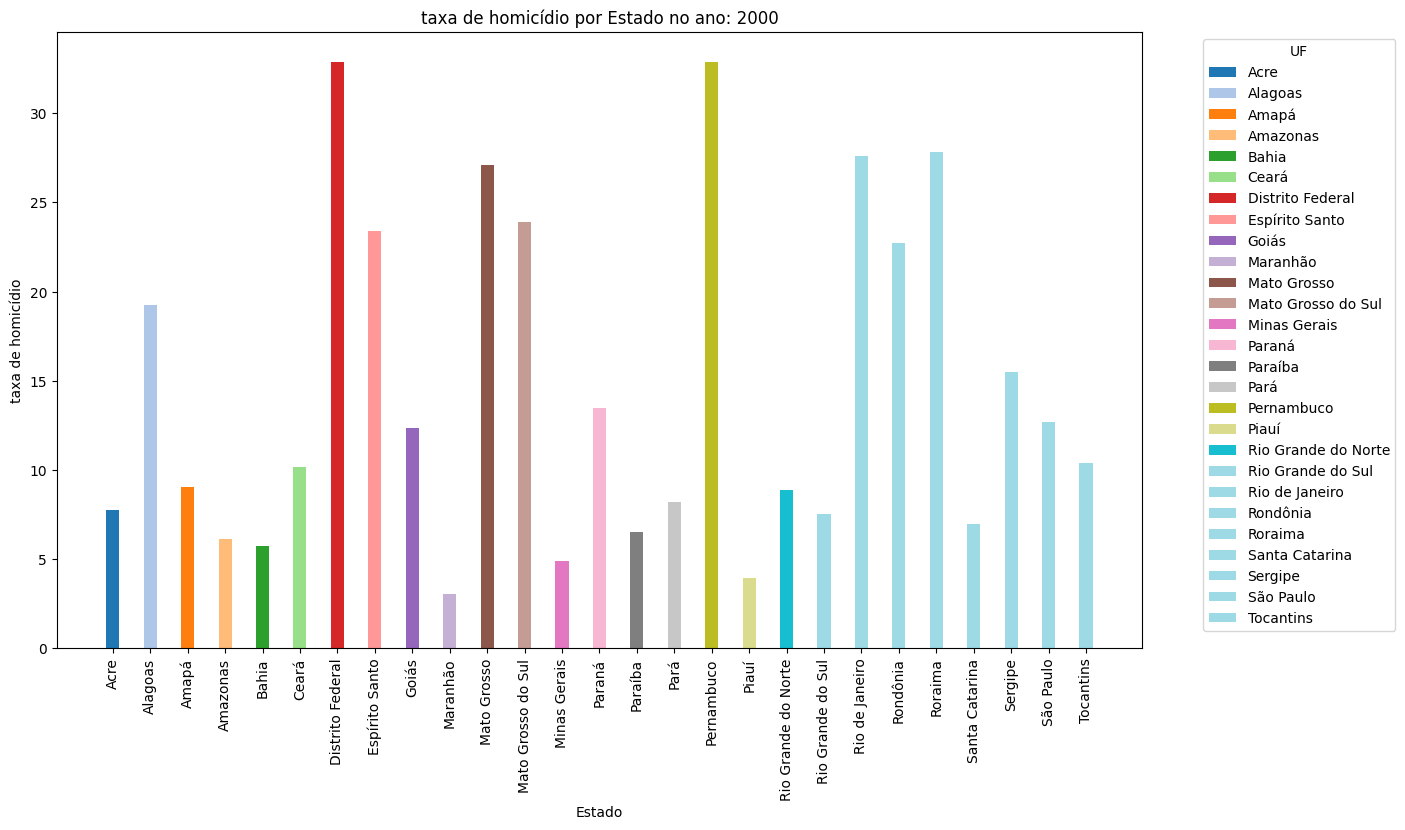 taxa de homicídio por Estado no ano: 2000
taxa de homicídio
30
25
20
15
10
5
0
Acre
Alagoas
Amapá
Amazonas
Bahia
Ceará
Distrito Federal
Espírito Santo
Goiás
Maranhão
Mato Grosso
Mato Grosso do Sul
Minas Gerais
Paraná
Paraíba
Pará
Pernambuco
Piauí
Rio Grande do Norte
Rio Grande do Sul
Rio de Janeiro
Rondônia
Roraima
Santa Catarina
Sergipe
São Paulo
Tocantins
Estado
UF
Acre
Alagoas
Amapá
Amazonas
Bahia
Ceará
Distrito Federal
Espírito Santo
Goiás
Maranhão
Mato Grosso
Mato Grosso do Sul
Minas Gerais
Paraná
Paraíba
Pará
Pernambuco
Piauí
Rio Grande do Norte
Rio Grande do Sul
Rio de Janeiro
Rondônia
Roraima
Santa Catarina
Sergipe
São Paulo
Tocantins